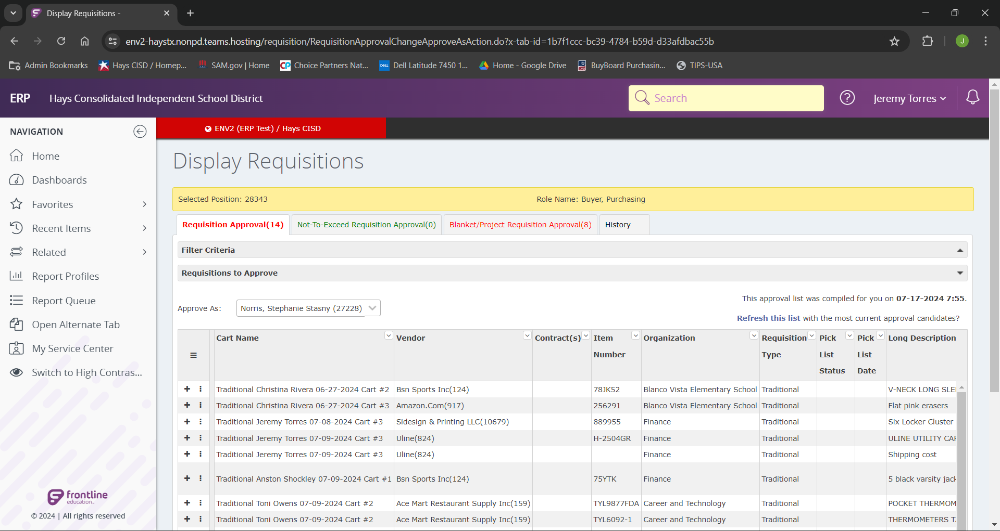 Display Requisitions -
env2-haystx.nonpd.teams.hosting/requisition/RequisitionApprovalChangeApproveAsAction.do?x-tab-id=1b7f1ccc-bc39-4784-b59d-d33afdbac55b
J
Admin Bookmarks Hays CISD / Homep... SAM.gov | Home Choice Partners Nat... Dell Latitude 7450 1... Home - Google Drive BuyBoard Purchasin... TIPS-USA
ERP Hays Consolidated Independent School District Search Jeremy Torres
NAVIGATION
Home
Dashboards
Favorites
Recent Items
Related
Report Profiles
Report Queue
Open Alternate Tab
My Service Center
Switch to High Contras...
frontline
education
© 2024 | All rights reserved
ENV2 (ERP Test) / Hays CISD
Display Requisitions
Selected Position: 28343 Role Name: Buyer, Purchasing
Requisition Approval(14) Not-To-Exceed Requisition Approval(0) Blanket/Project Requisition Approval(8) History
Filter Criteria
Requisitions to Approve
This approval list was compiled for you on 07-17-2024 7:55.
Approve As: Norris, Stephanie Stasny (27228)
Refresh this list with the most current approval candidates?
Cart Name Vendor Contract(s) Item Number Organization Requisition Type Pick List Status Pick List Date Long Description
Traditional Christina Rivera 06-27-2024 Cart #2 Bsn Sports Inc(124) 78JK52 Blanco Vista Elementary School Traditional V-NECK LONG SLE
Traditional Christina Rivera 06-27-2024 Cart #3 Amazon.Com(917) 256291 Blanco Vista Elementary School Traditional Flat pink erasers
Traditional Jeremy Torres 07-08-2024 Cart #3 Sidesign & Printing LLC(10679) 889955 Finance Traditional Six Locker Cluster
Traditional Jeremy Torres 07-09-2024 Cart #3 Uline(824) H-2504GR Finance Traditional ULINE UTILITY CAR
Traditional Jeremy Torres 07-09-2024 Cart #3 Uline(824) Finance Traditional Shipping cost
Traditional Anston Shockley 07-09-2024 Cart #1 Bsn Sports Inc(124) 75YTK Finance Traditional 5 black varsity jack
Traditional Toni Owens 07-09-2024 Cart #2 Ace Mart Restaurant Supply Inc(159) TYL9877FDA Career and Technology Traditional POCKET THERMOM
Traditional Toni Owens 07-09-2024 Cart #2 Ace Mart Restaurant Supply Inc(159) TYL6092-1 Career and Technology Traditional THERMOMETERS TA